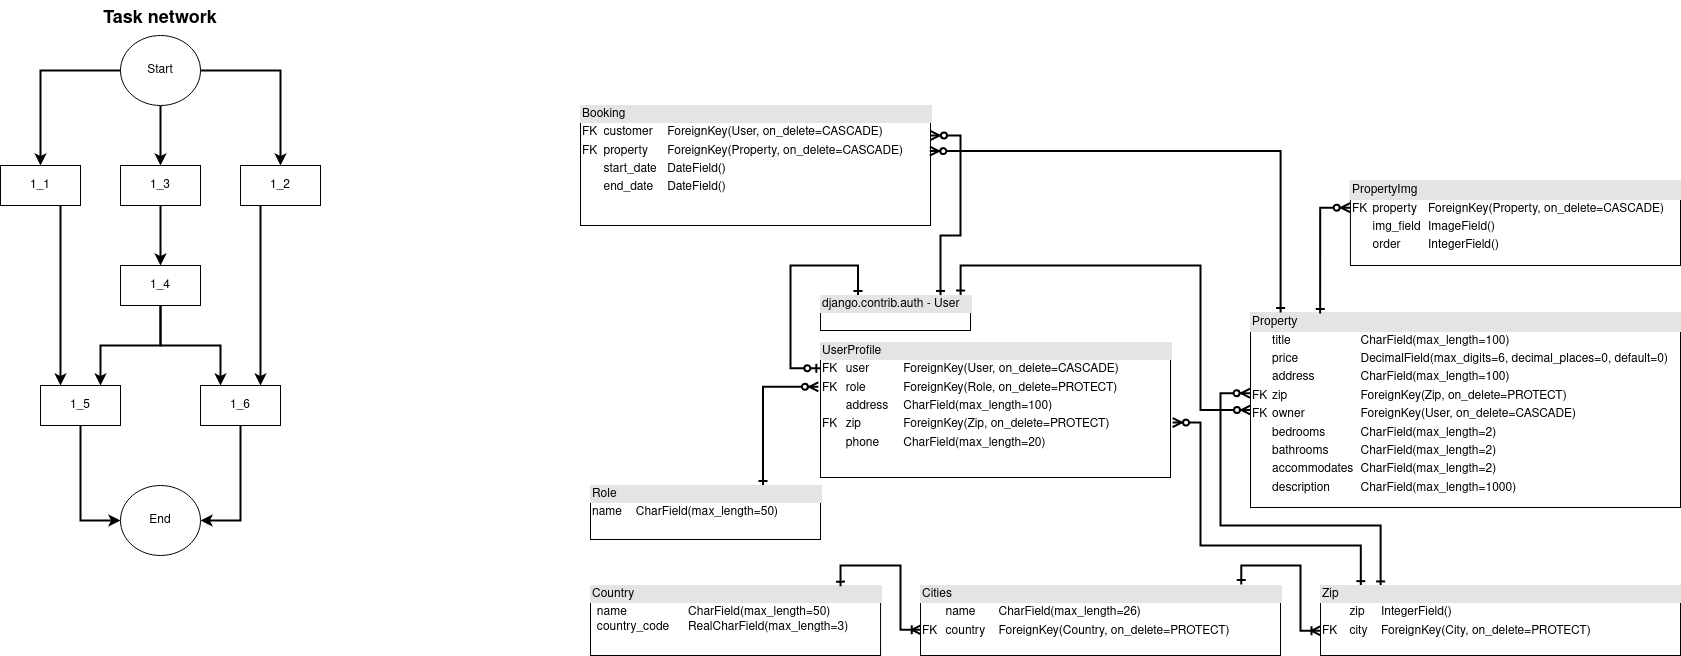 Task network
Start
1_1
1_3
1_2
1_4
1_5
1_6
End
Booking
FK customer ForeignKey(User, on_delete=CASCADE)
FK property ForeignKey(Property, on_delete=CASCADE)
start_date DateField()
end_date DateField()
PropertyImg
FK property ForeignKey(Property, on_delete=CASCADE)
img_field ImageField()
order IntegerField()
django.contrib.auth - User
UserProfile
FK user ForeignKey(User, on_delete=CASCADE)
FK role ForeignKey(Role, on_delete=PROTECT)
address CharField(max_length=100)
FK zip ForeignKey(Zip, on_delete=PROTECT)
phone CharField(max_length=20)
Property
title CharField(max_length=100)
price DecimalField(max_digits=6, decimal_places=0, default=0)
address CharField(max_length=100)
FK zip ForeignKey(Zip, on_delete=PROTECT)
FK owner ForeignKey(User, on_delete=CASCADE)
bedrooms CharField(max_length=2)
bathrooms CharField(max_length=2)
accommodates CharField(max_length=2)
description CharField(max_length=1000)
Role
name CharField(max_length=50)
Country
name CharField(max_length=50)
country_code RealCharField(max_length=3)
Cities
name CharField(max_length=26)
FK country ForeignKey(Country, on_delete=PROTECT)
Zip
zip IntegerField()
FK city ForeignKey(City, on_delete=PROTECT)